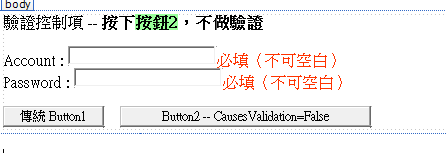 body
驗證控制項 -- 按下按鈕2，不做驗證
Account : 必填（不可空白）
Password : 必填（不可空白）
傳統 Button1 Button2 -- CausesValidation=False